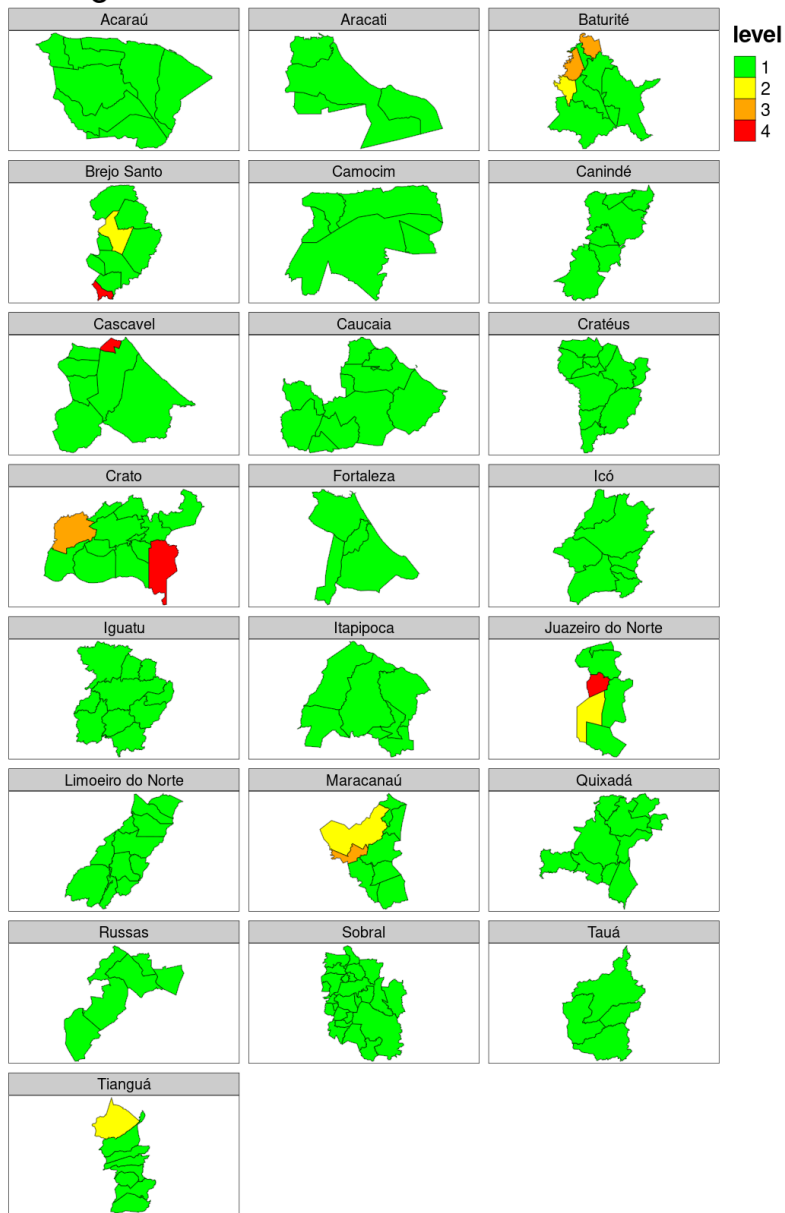 Acaraú
Aracati
Baturité
level
1
2
3
4
Brejo Santo
Camocim
Canindé
Cascavel
Caucaia
Cratéus
Crato
Fortaleza
Icó
Iguatu
Itapipoca
Juazeiro do Norte
Limoeiro do Norte
Maracanaú
Quixadá
Russas
Sobral
Tauá
Tianguá